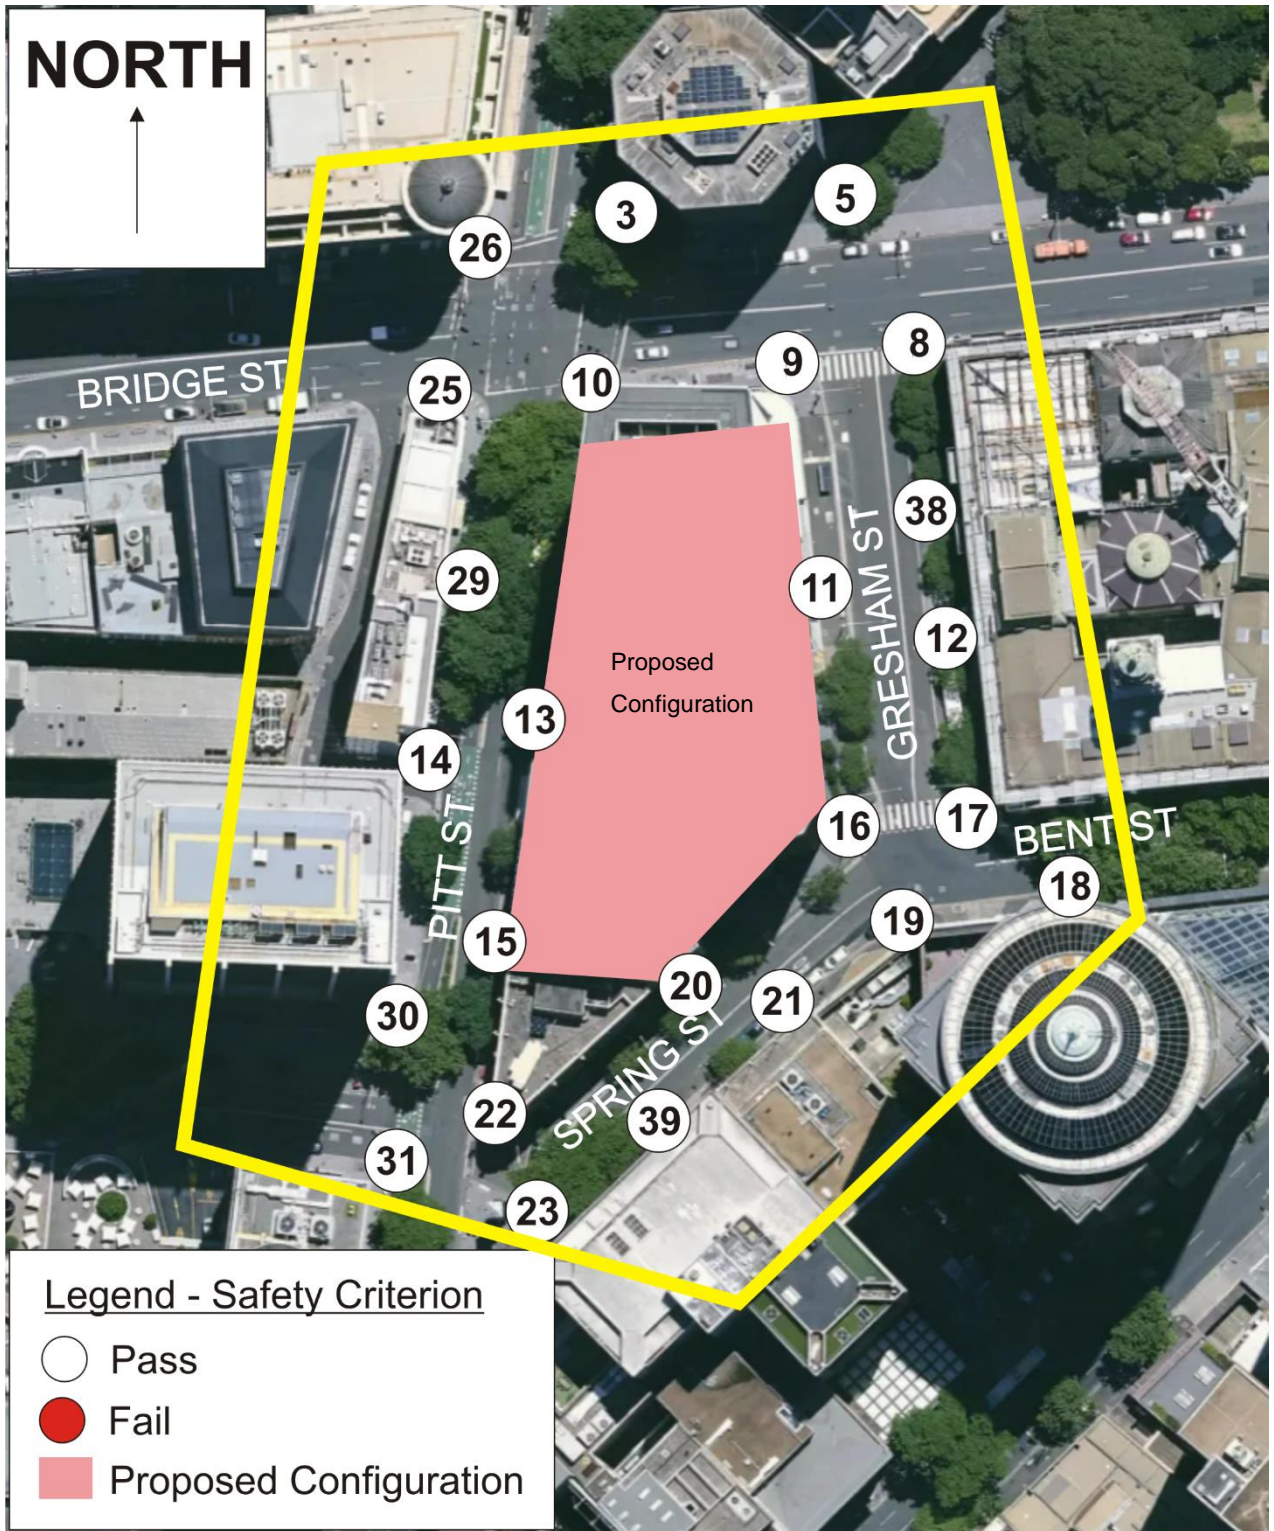 NORTH
3
5
26
8
9
BRIDGE ST
25
10
38
29
11
GRESHAM ST
12
Proposed
Configuration
13
14
PITT ST
16
17
BENT ST
18
19
15
20
21
30
SPRING ST
22
39
31
23
Legend - Safety Criterion
Pass
Fail
Proposed Configuration